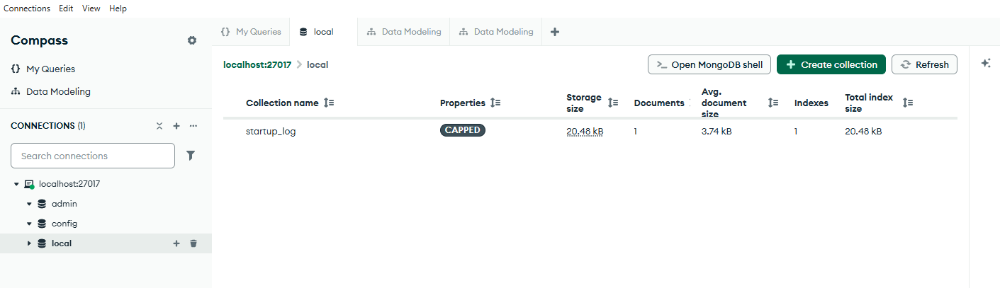 Connections Edit View Help
Compass
My Queries
Data Modeling
CONNECTIONS (1)
Search connections
localhost:27017
admin
config
local
{} My Queries
local
Data Modeling
Data Modeling
localhost:27017 > local
>_ Open MongoDB shell
Create collection
Refresh
Collection name
Properties
Storage size
Documents
Avg. document size
Indexes
Total index size
startup_log CAPPED 20.48 kB 1 3.74 kB 1 20.48 kB